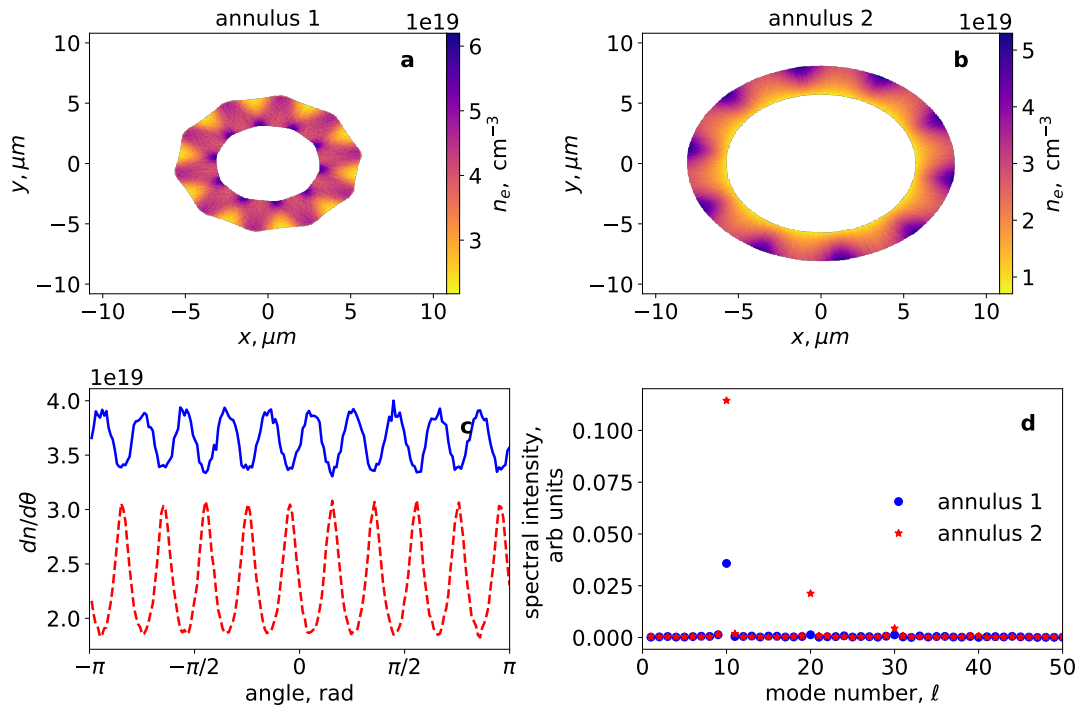 annulus 1
1e19
a
10
5
0
−5
−10
y, μm
−10
−5
0
5
10
x, μm
6
5
4
3
n_e, cm⁻³
annulus 2
1e19
b
10
5
0
−5
−10
y, μm
−10
−5
0
5
10
x, μm
5
4
3
2
1
n_e, cm⁻³
1e19
c
4.0
3.5
3.0
2.5
2.0
dn/dθ
−π
−π/2
0
π/2
π
angle, rad
d
0.100
0.075
0.050
0.025
0.000
spectral intensity,
arb units
annulus 1
annulus 2
0
10
20
30
40
50
mode number, ℓ